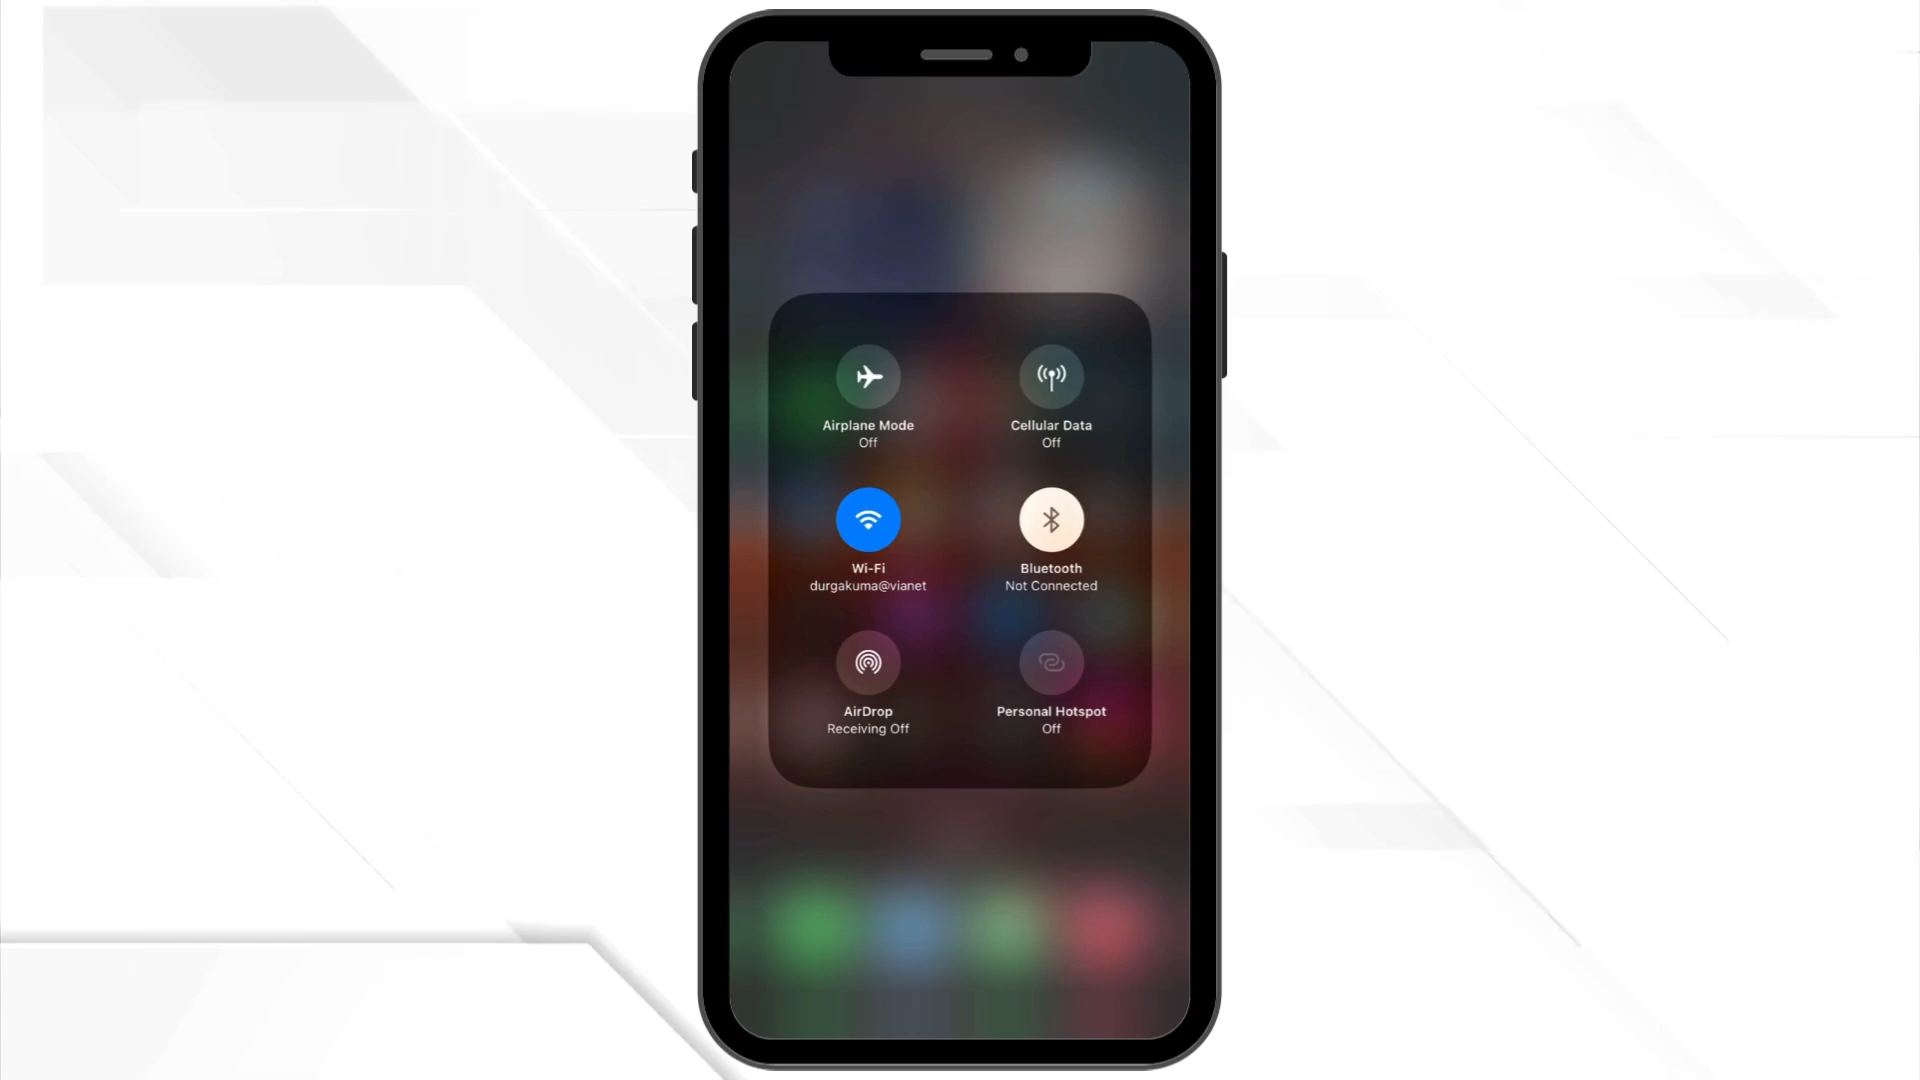 Airplane Mode
Off
Cellular Data
Off
Wi-Fi
durgakuma@vianet
Bluetooth
Not Connected
AirDrop
Receiving Off
Personal Hotspot
Off